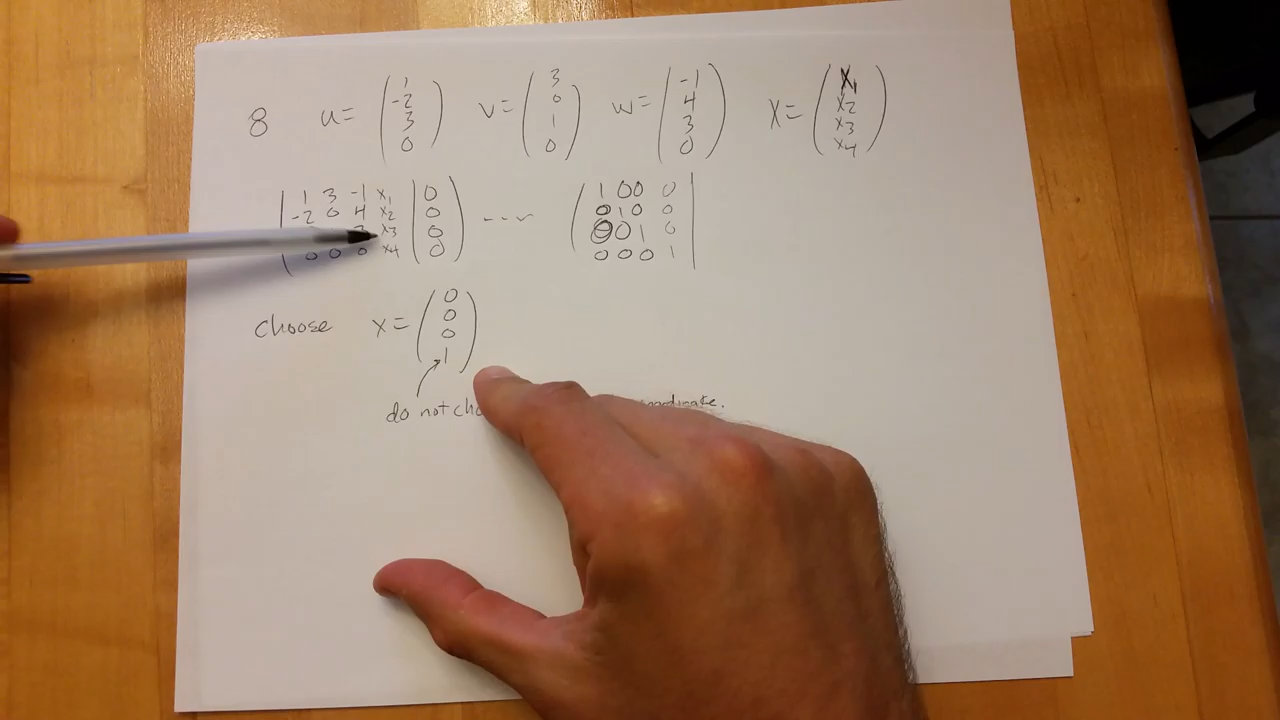 8 u= (1 -2 3 0) v= (3 0 1 0) w= (-1 4 3 0) X= (X1 X2 X3 X4)
| 1 3 -1 x1 | 0 ) ( 1 0 0 0 |
-2 0 4 x2 | 0 --- 0 1 0 0
x3 | 0 0 0 1 0
0 0 0 x4 | 0 0 0 0 1
choose x= (0 0 0 1)
do not coordinate.